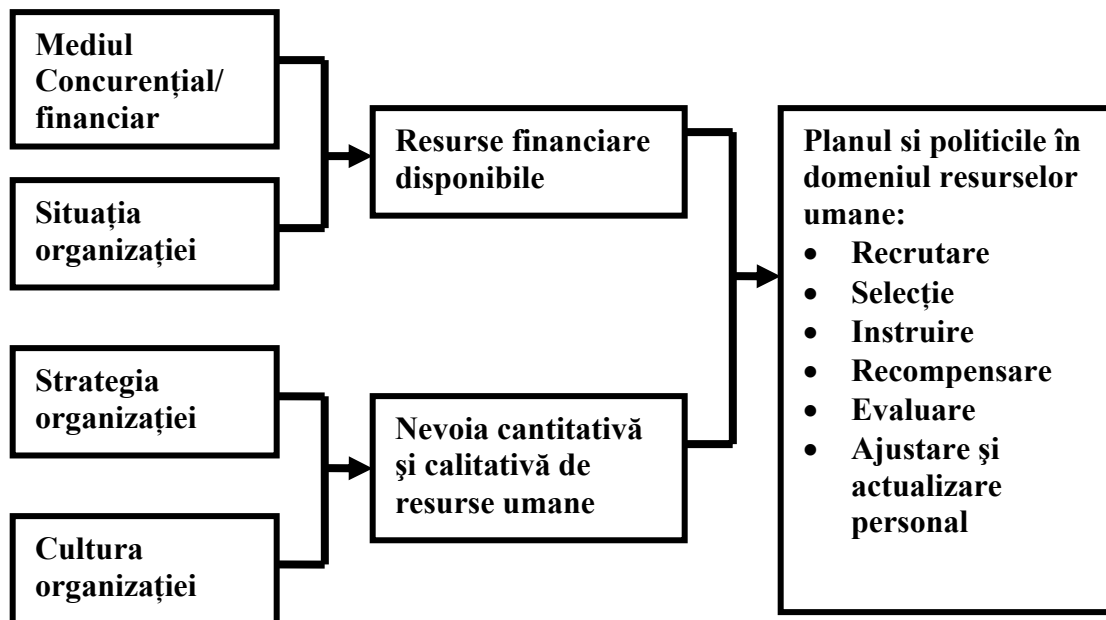 Mediul
Concurențial/
financiar
Situația
organizației
Strategia
organizației
Cultura
organizației
Resurse financiare
disponibile
Nevoia cantitativă
şi calitativă de
resurse umane
Planul si politicile în
domeniul resurselor
umane:
• Recrutare
• Selecție
• Instruire
• Recompensare
• Evaluare
• Ajustare şi
actualizare
personal